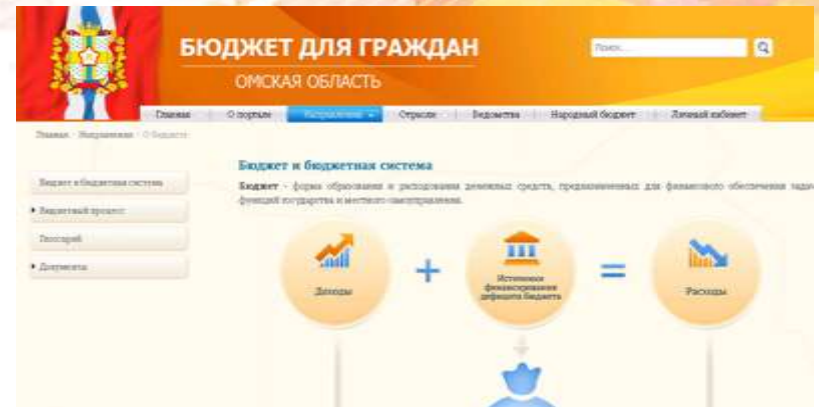 БЮДЖЕТ ДЛЯ ГРАЖДАН
Поиск...
ОМСКАЯ ОБЛАСТЬ
Главная О портале Направления Отрасли Ведомства Народный бюджет Личный кабинет
Главная Направления О бюджете
Бюджет и бюджетная система
Бюджет - форма образования и расходования денежных средств, предназначенных для финансового обеспечения задач
функций государства и местного самоуправления.
Бюджет и бюджетная система
Бюджетный процесс
Глоссарий
Документы
Доходы
+
Источники
финансирования
дефицита бюджета
=
Расходы